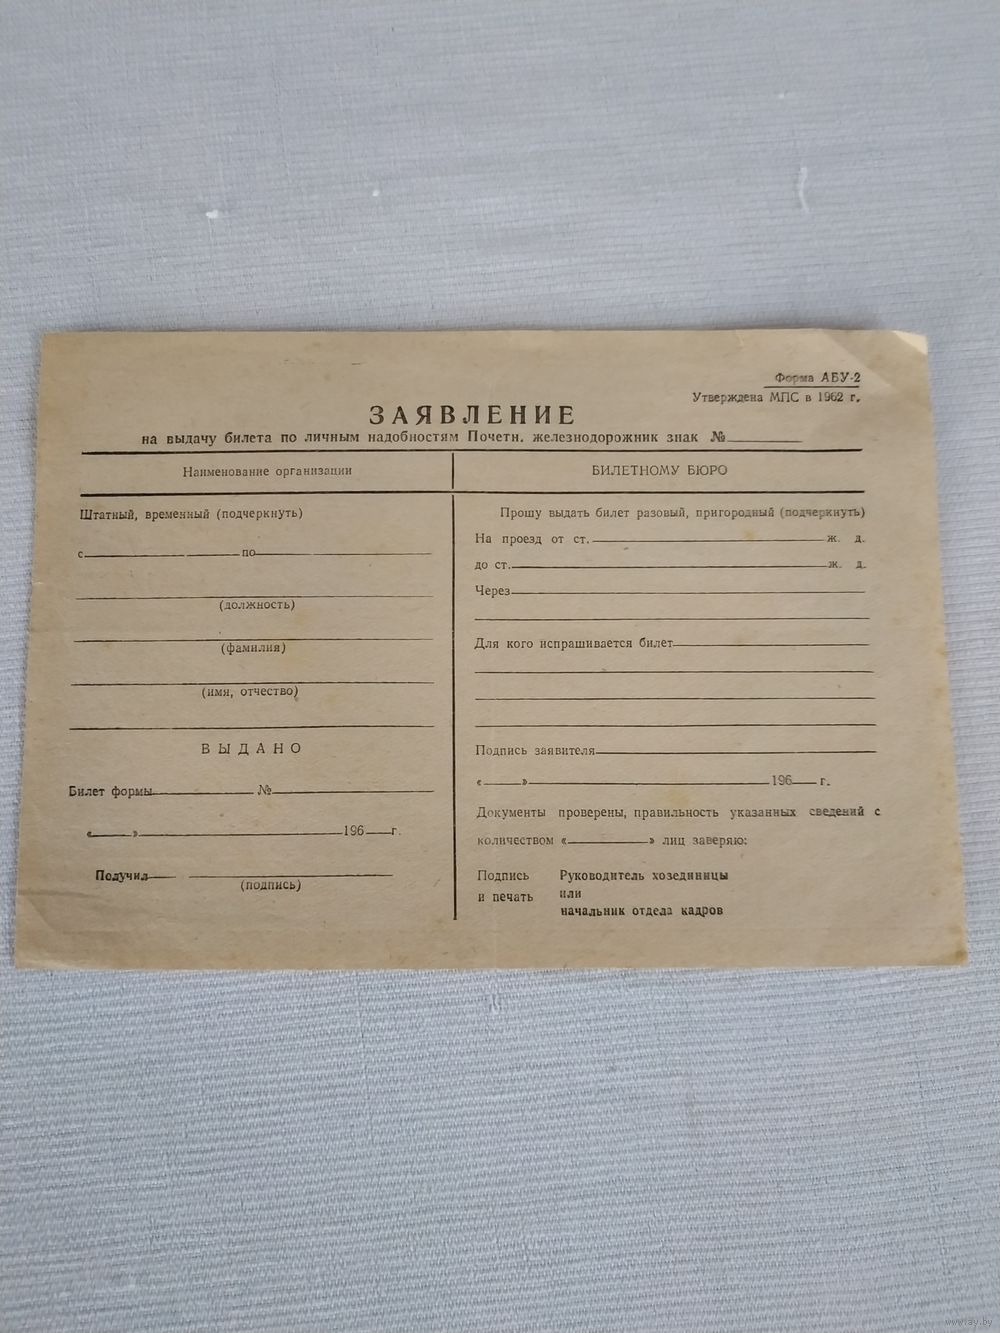 Форма АБУ-2
Утверждена МПС в 1962 г.
ЗАЯВЛЕНИЕ
на выдачу билета по личным надобностям Почетн. железнодорожник знак №
Наименование организации
Штатный, временный (подчеркнуть)
с по
(должность)
(фамилия)
(имя, отчество)
ВЫДАНО
Билет формы №
« » 196 г.
Получил
(подпись)
БИЛЕТНОМУ БЮРО
Прошу выдать билет разовый, пригородный (подчеркнуть)
На проезд от ст. ж. д.
до ст. ж. д.
Через
Для кого испрашивается билет
Подпись заявителя
« » 196 г.
Документы проверены, правильность указанных сведений с
количеством « » лиц заверяю:
Подпись Руководитель хозединицы
и печать или
начальник отдела кадров
www.ay.by